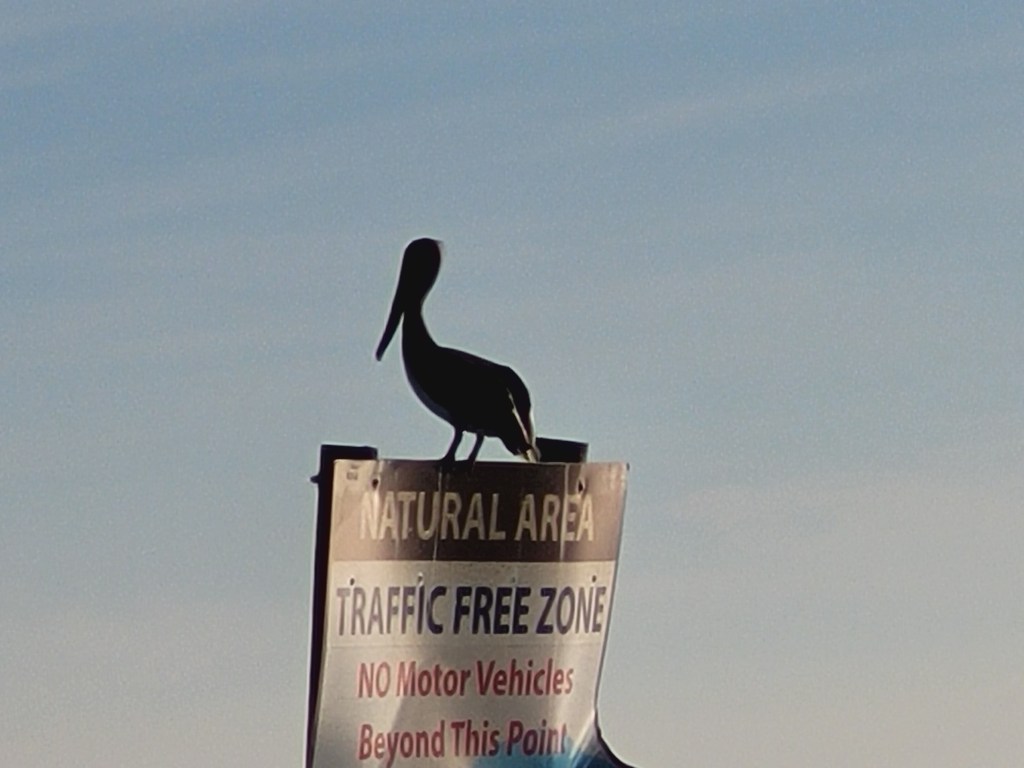 NATURAL AREA
TRAFFIC FREE ZONE
NO Motor Vehicles
Beyond This Point